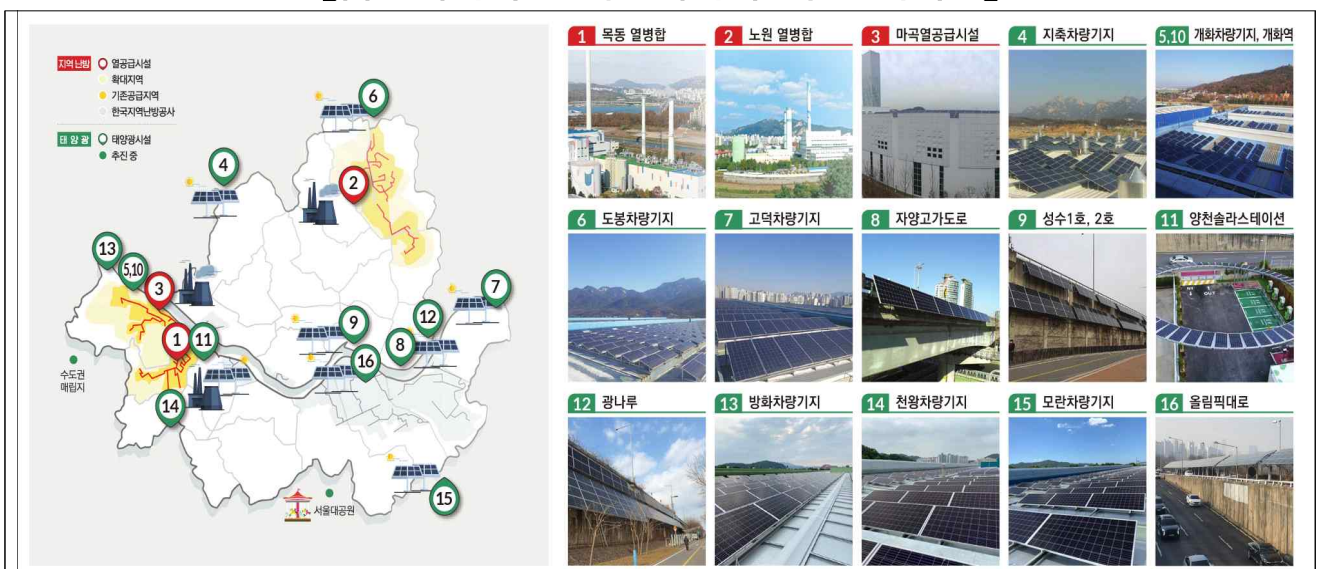 지역 난방
열공급시설
확대지역
기존공급지역
한국지역난방공사
태 양 광
태양광시설
추진 중
6
4
2
13
5,10
3
7
12
9
8
1
11
16
수도권
매립지
14
15
서울대공원
1 목동 열병합
2 노원 열병합
3 마곡열공급시설
4 지축차량기지
5,10 개화차량기지, 개화역
6 도봉차량기지
7 고덕차량기지
8 자양고가도로
9 성수1호, 2호
11 양천솔라스테이션
12 광나루
13 방화차량기지
14 천왕차량기지
15 모란차량기지
16 올림픽대로